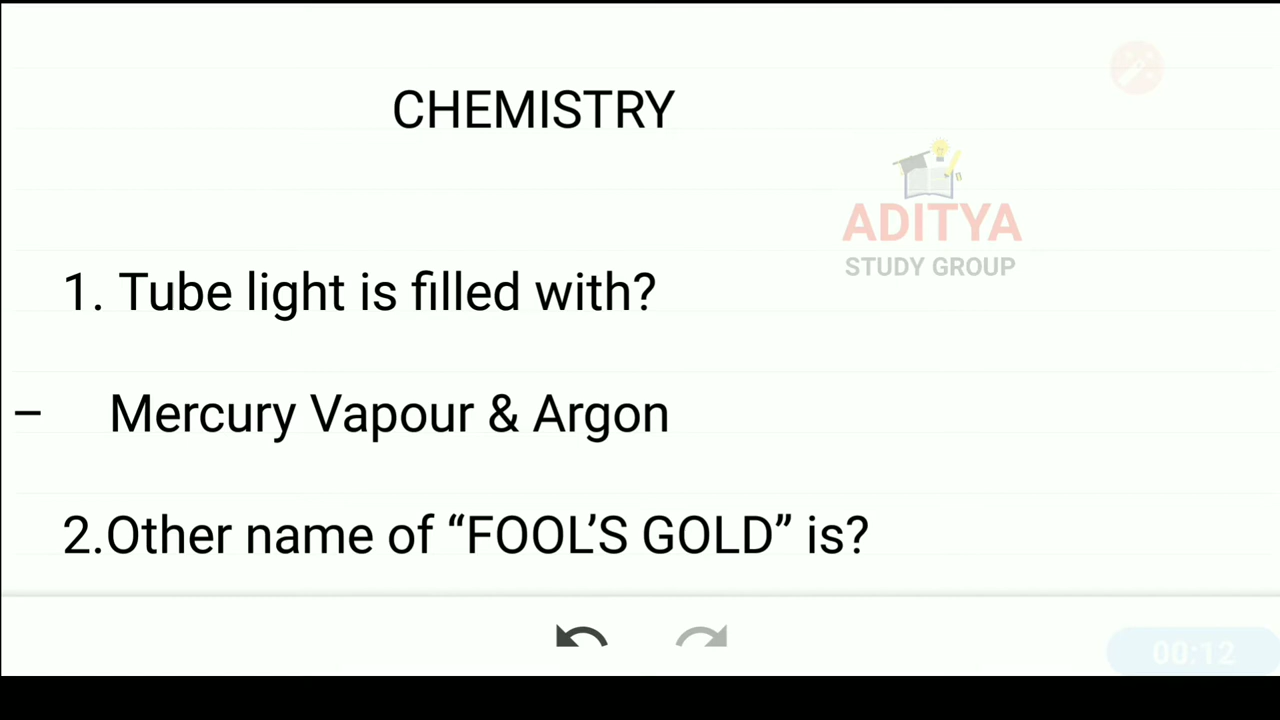 CHEMISTRY
ADITYA
STUDY GROUP
1. Tube light is filled with?
– Mercury Vapour & Argon
2.Other name of “FOOL’S GOLD” is?
00:12